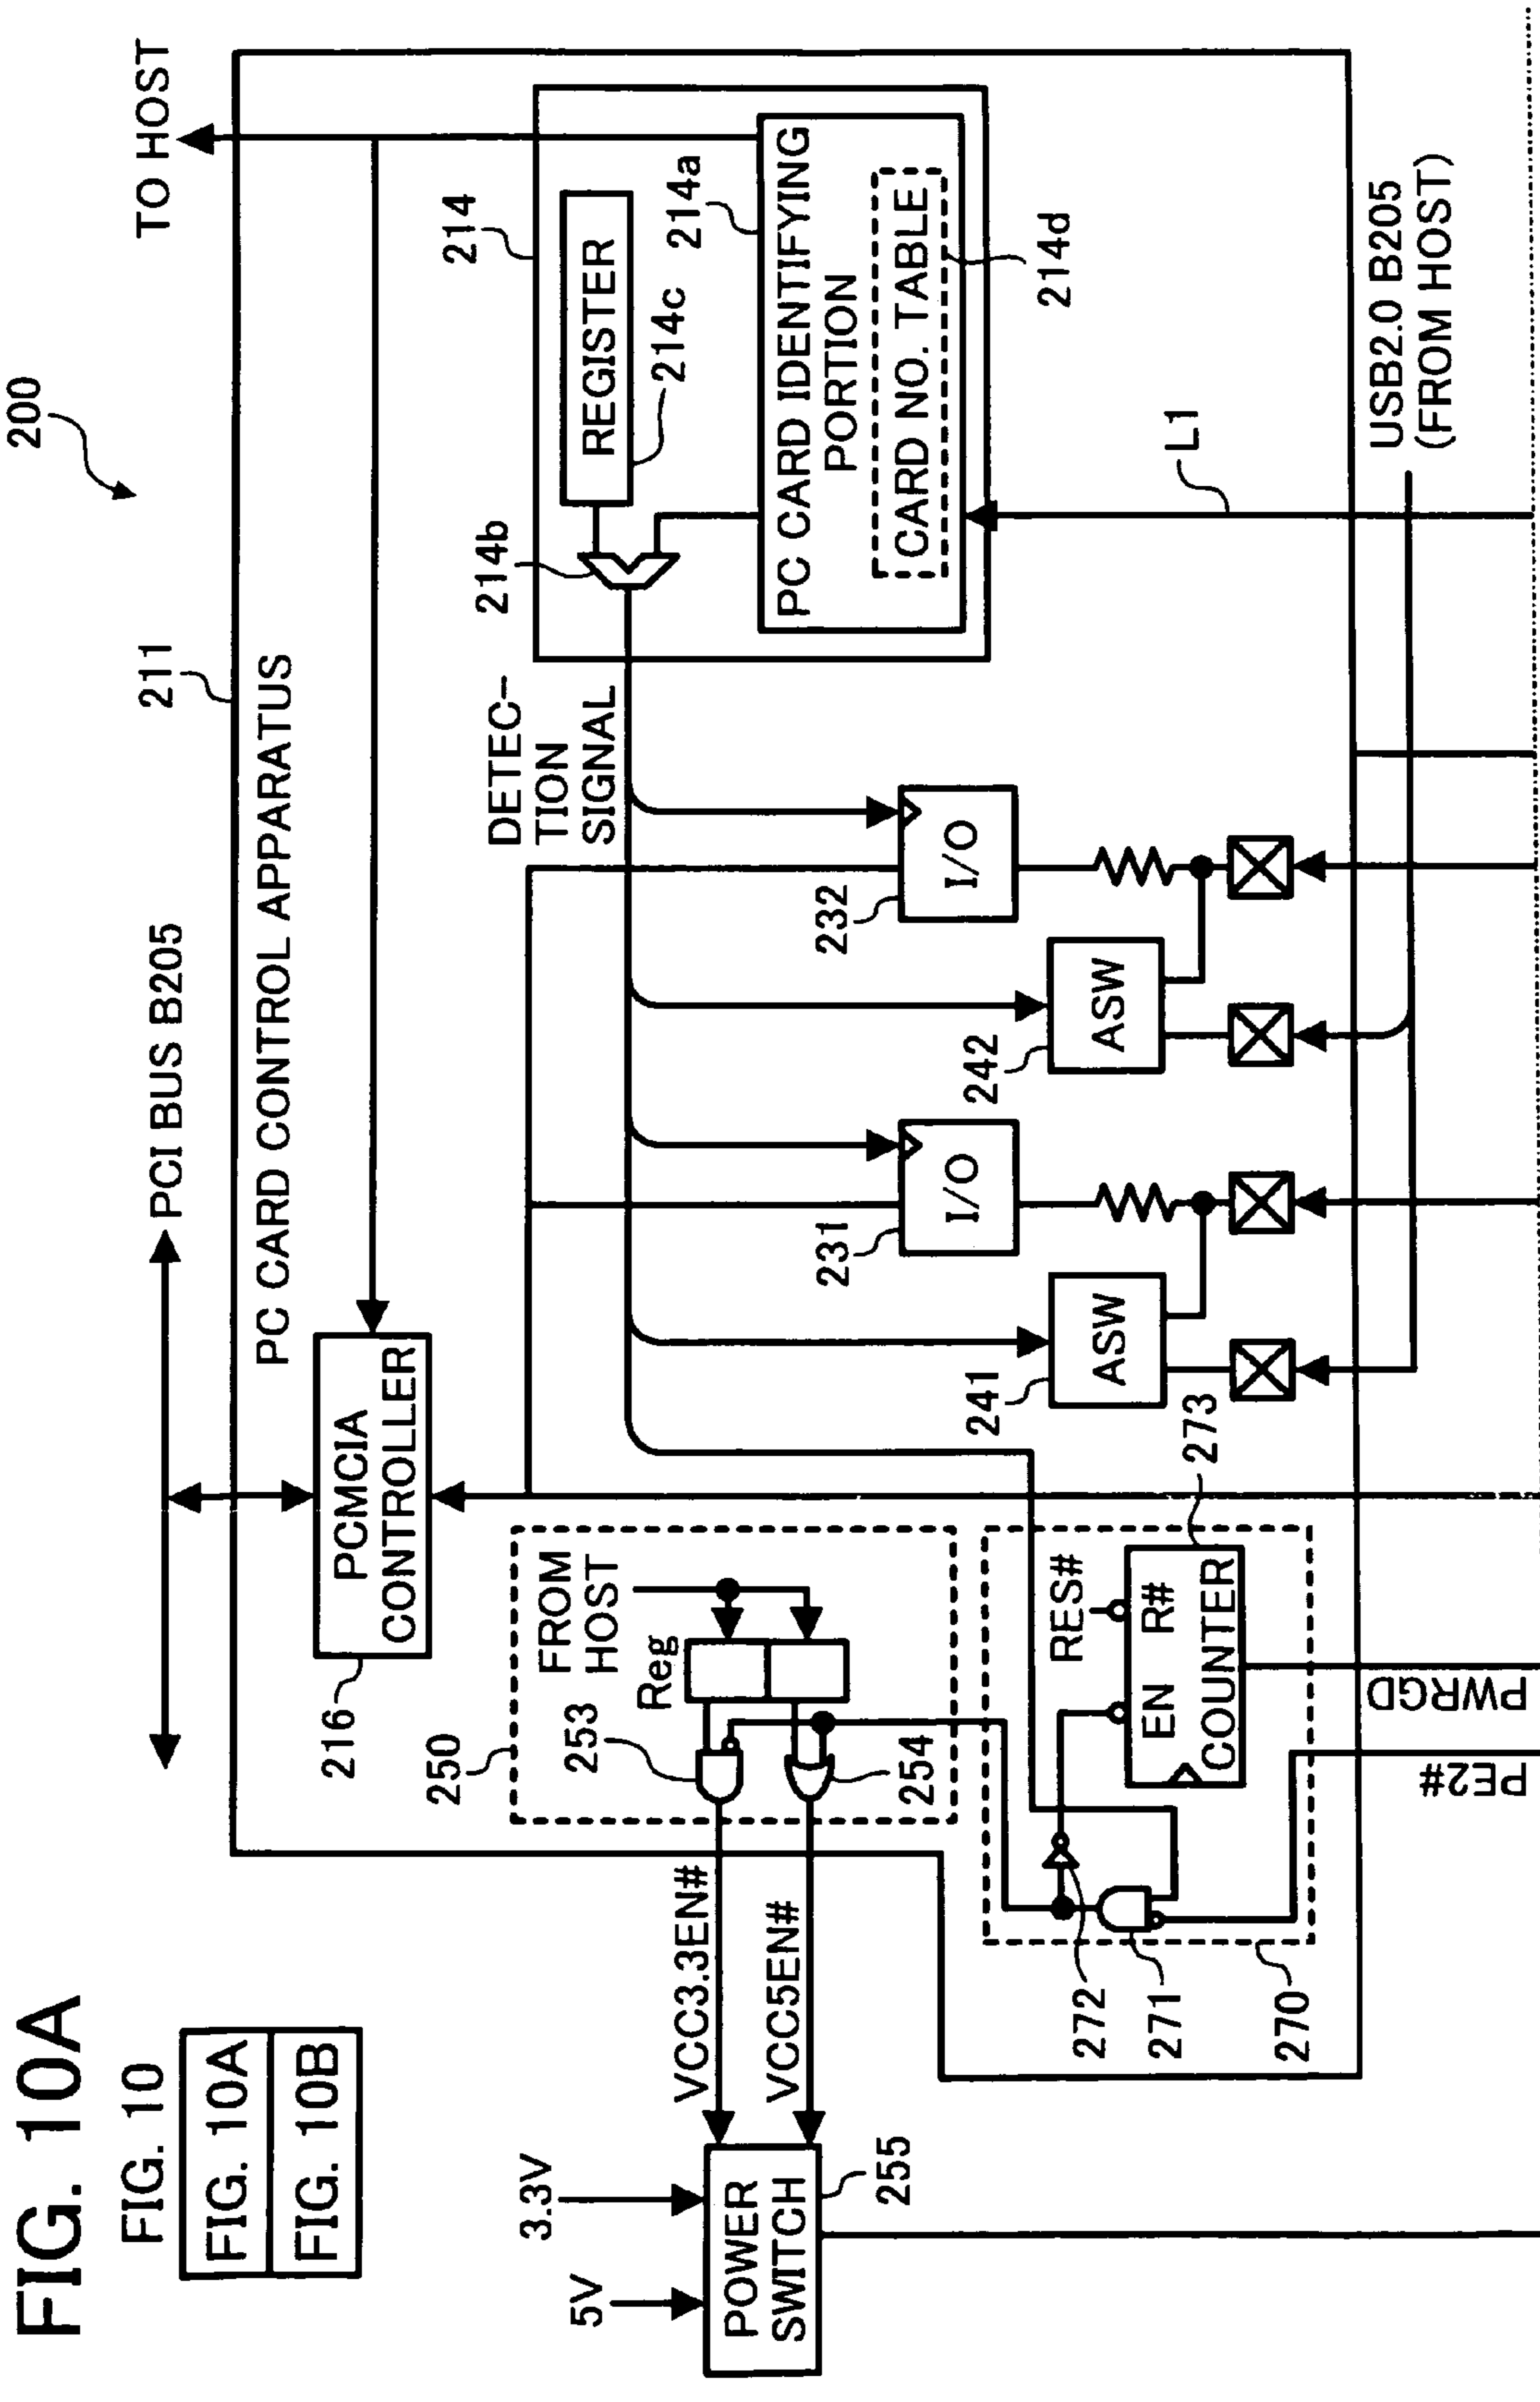 FIG. 10A
FIG. 10
FIG. 10A
FIG. 10B
200
TO HOST
PCI BUS B205
211
PC CARD CONTROL APPARATUS
PCMCIA
CONTROLLER
216
214
REGISTER
214c
214a
214b
PC CARD IDENTIFYING
PORTION
CARD NO. TABLE
214d
DETEC-
TION
SIGNAL
250
FROM
HOST
Reg
253
254
VCC3.3EN#
VCC5EN#
3.3V
5V
POWER
SWITCH
255
232
I/O
242
ASW
231
I/O
241
ASW
273
RES#
EN R#
COUNTER
272
271
270
L1
USB2.0 B205
(FROM HOST)
PWRGD
PE2#